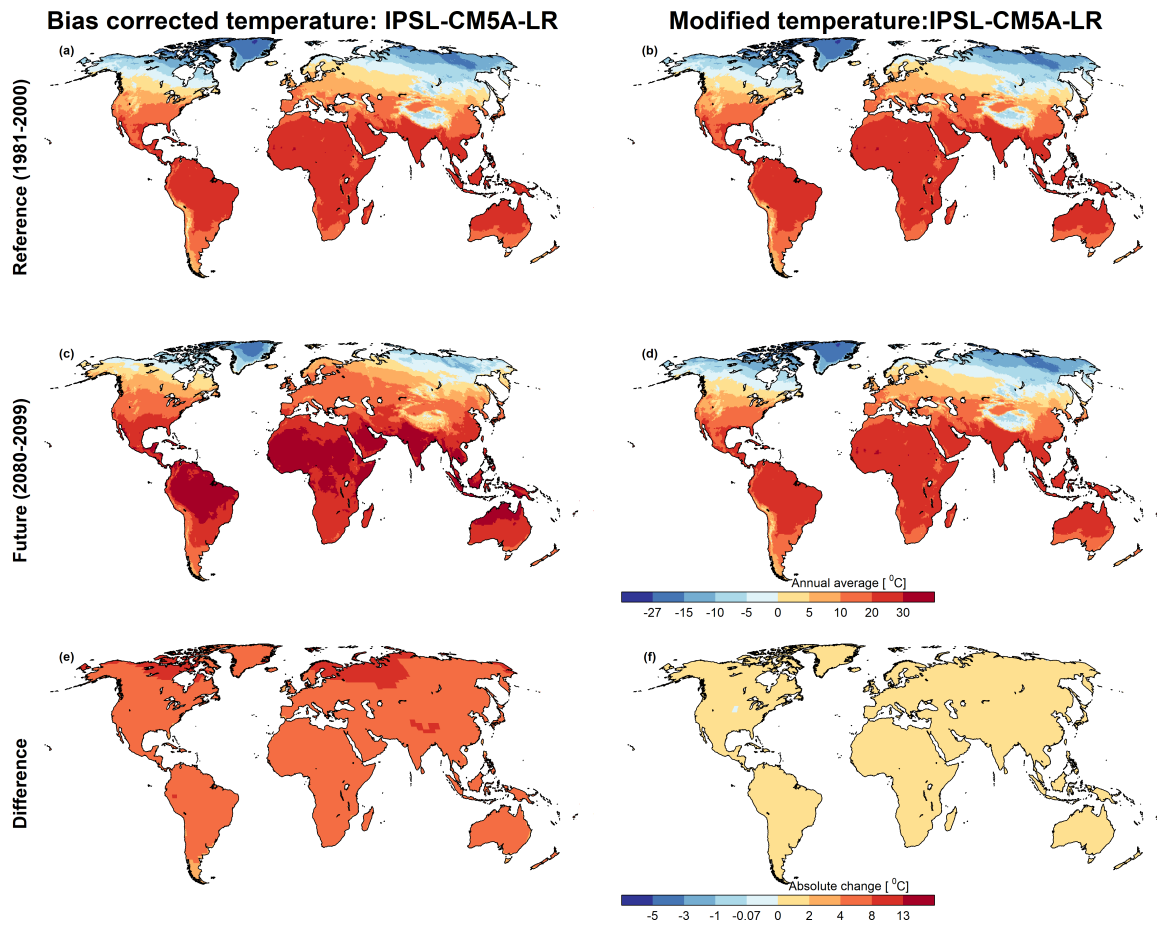 Bias corrected temperature: IPSL-CM5A-LR
Modified temperature:IPSL-CM5A-LR
Reference (1981-2000)
(a)
(b)
Future (2080-2099)
(c)
(d)
Annual average [ ⁰C]
-27 -15 -10 -5 0 5 10 20 30
Difference
(e)
(f)
Absolute change [ ⁰C]
-5 -3 -1 -0.07 0 2 4 8 13